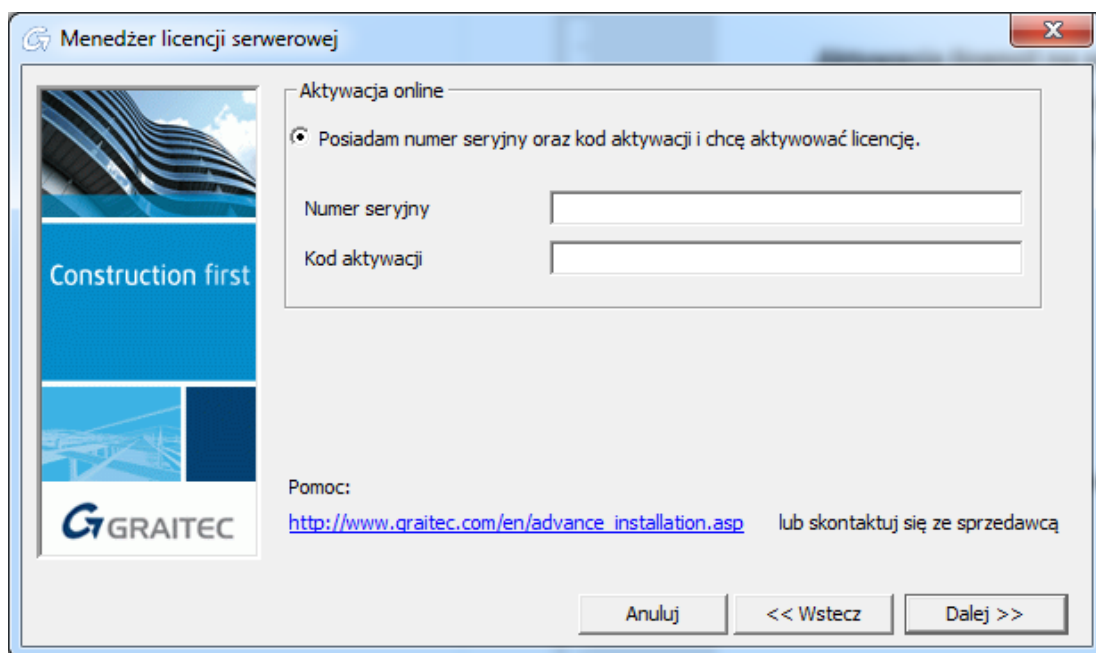 Menedżer licencji serwerowej
Aktywacja online
Posiadam numer seryjny oraz kod aktywacji i chcę aktywować licencję.
Numer seryjny
Kod aktywacji
Construction first
GRAITEC
Pomoc:
http://www.graitec.com/en/advance_installation.asp lub skontaktuj się ze sprzedawcą
Anuluj << Wstecz Dalej >>